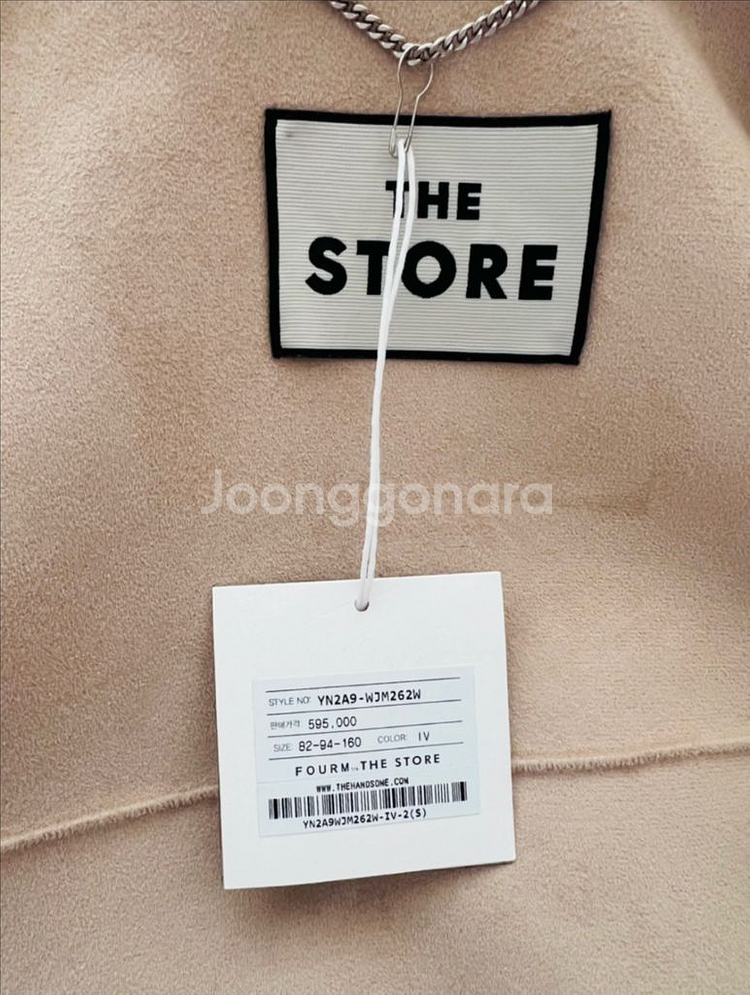 THE
STORE
Joonggonara
STYLE NO: YN2A9-WJM262W
판매가격: 595,000
SIZE: 82-94-160 COLOR: IV
FOURM THE STORE
WWW.THEHANDSOME.COM
YN2A9WJM262W-IV-2(S)